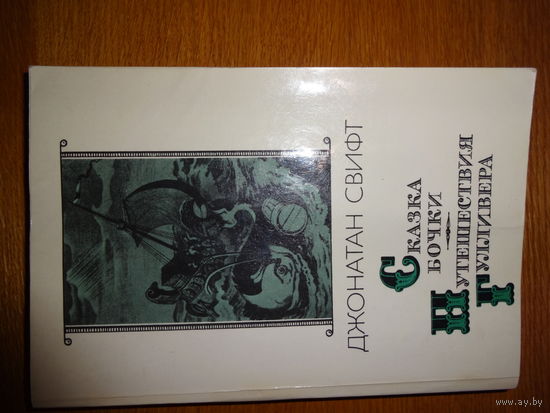 ДЖОНАТАН СВИФТ
СКАЗКА
БОЧКИ
ПУТЕШЕСТВИЯ
ГУЛЛИВЕРА
© www.ay.by